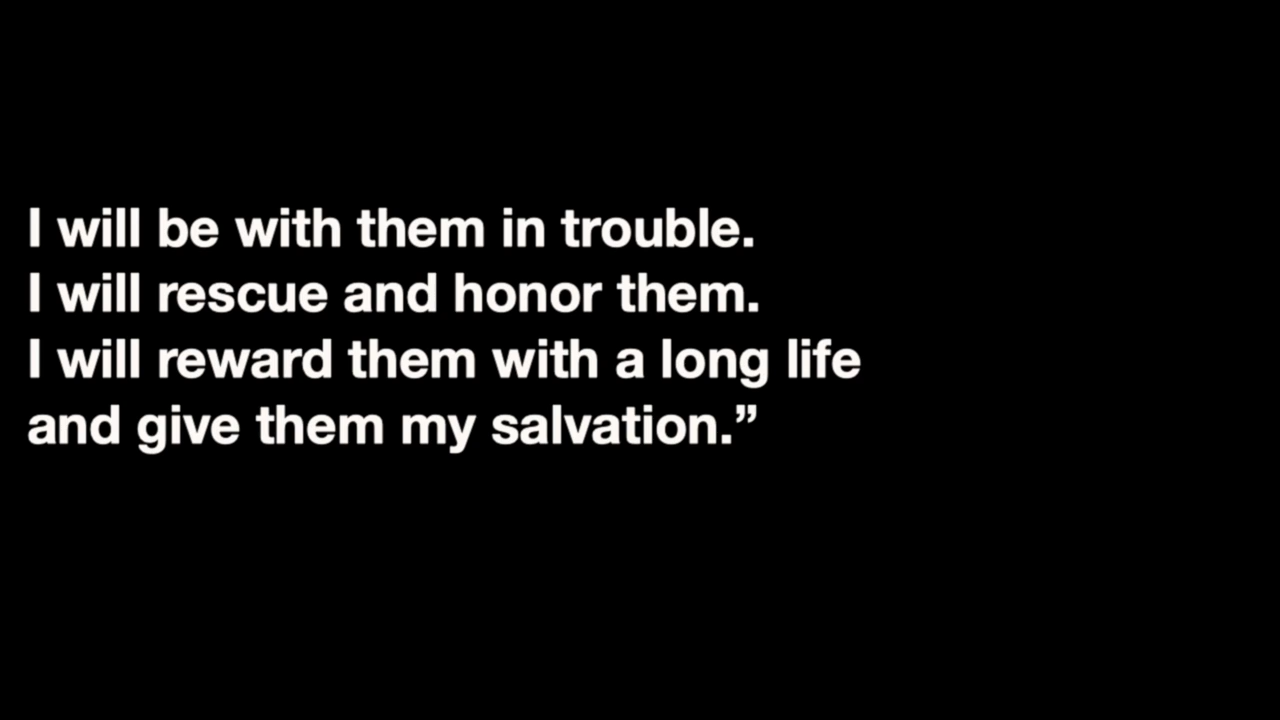 I will be with them in trouble.
I will rescue and honor them.
I will reward them with a long life
and give them my salvation.”